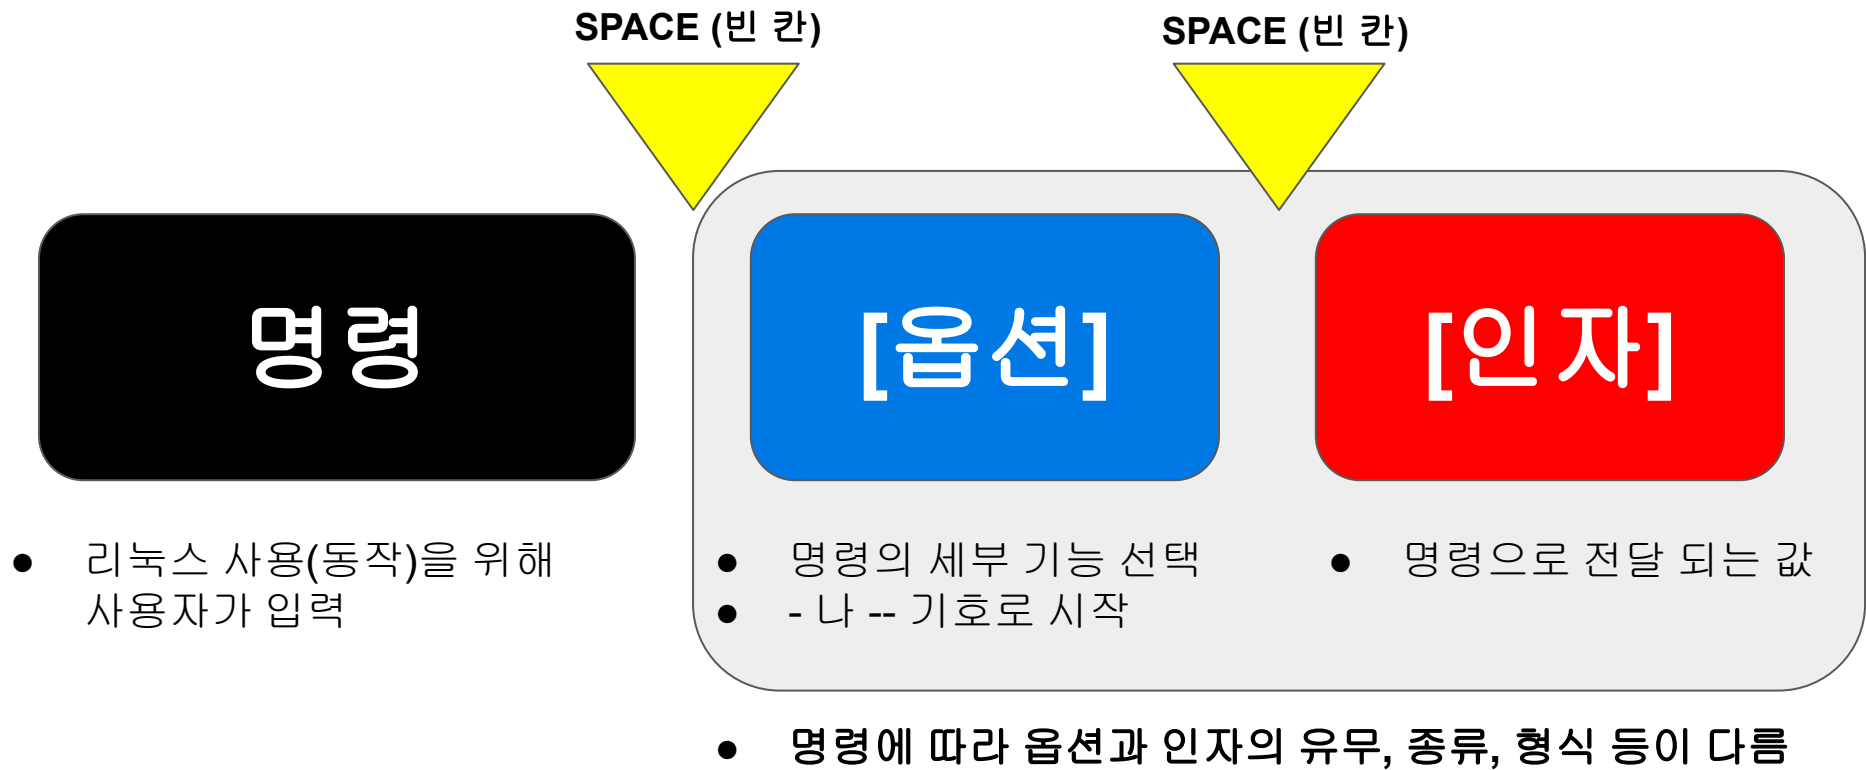 SPACE (빈 칸)
SPACE (빈 칸)
명령
[옵션]
[인자]
● 리눅스 사용(동작)을 위해
사용자가 입력
● 명령의 세부 기능 선택
● - 나 -- 기호로 시작
● 명령으로 전달 되는 값
● 명령에 따라 옵션과 인자의 유무, 종류, 형식 등이 다름